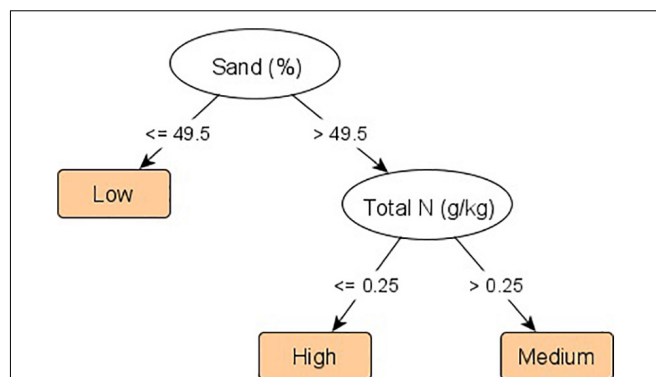 Sand (%)
<= 49.5
> 49.5
Low
Total N (g/kg)
<= 0.25
> 0.25
High
Medium